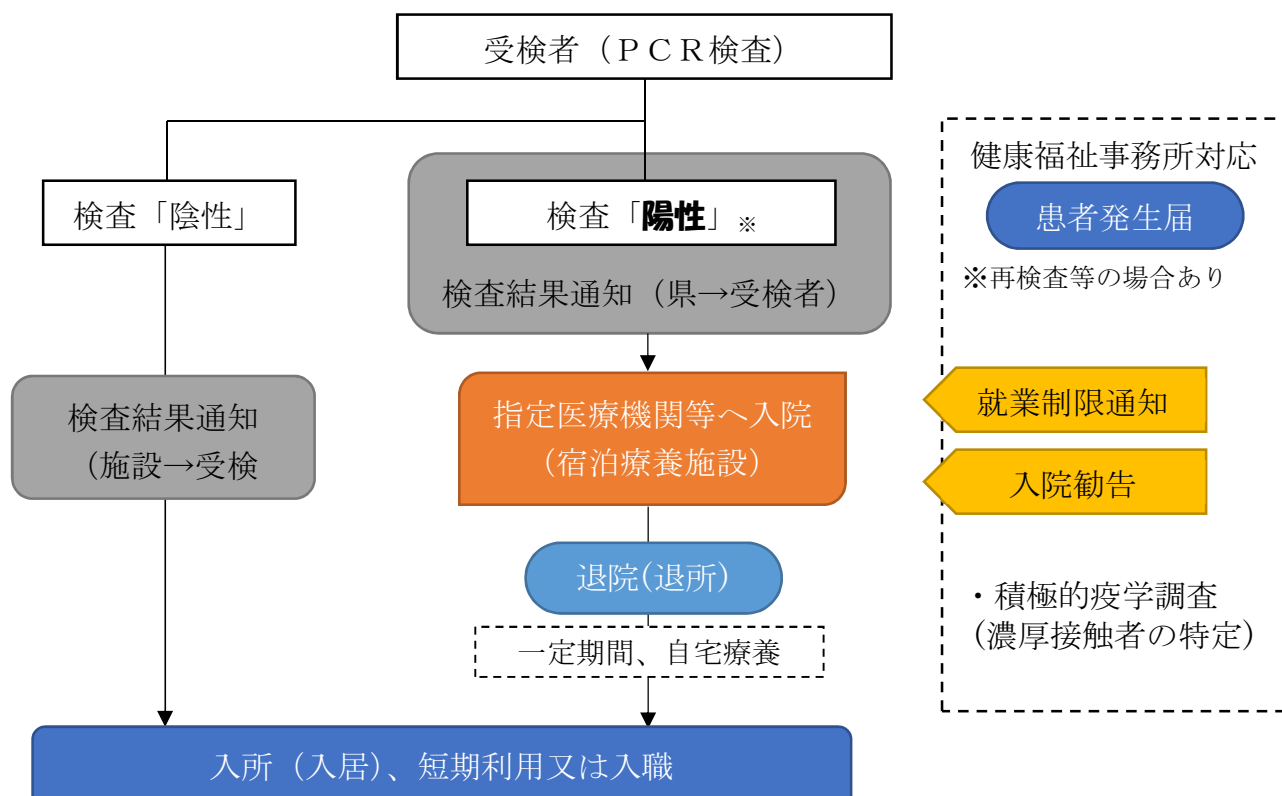 受検者（ＰＣＲ検査）
検査「陰性」
検査「陽性」※
検査結果通知（県→受検者）
検査結果通知
（施設→受検
指定医療機関等へ入院
（宿泊療養施設）
退院(退所)
一定期間、自宅療養
入所（入居）、短期利用又は入職
健康福祉事務所対応
患者発生届
※再検査等の場合あり
就業制限通知
入院勧告
・積極的疫学調査
(濃厚接触者の特定)